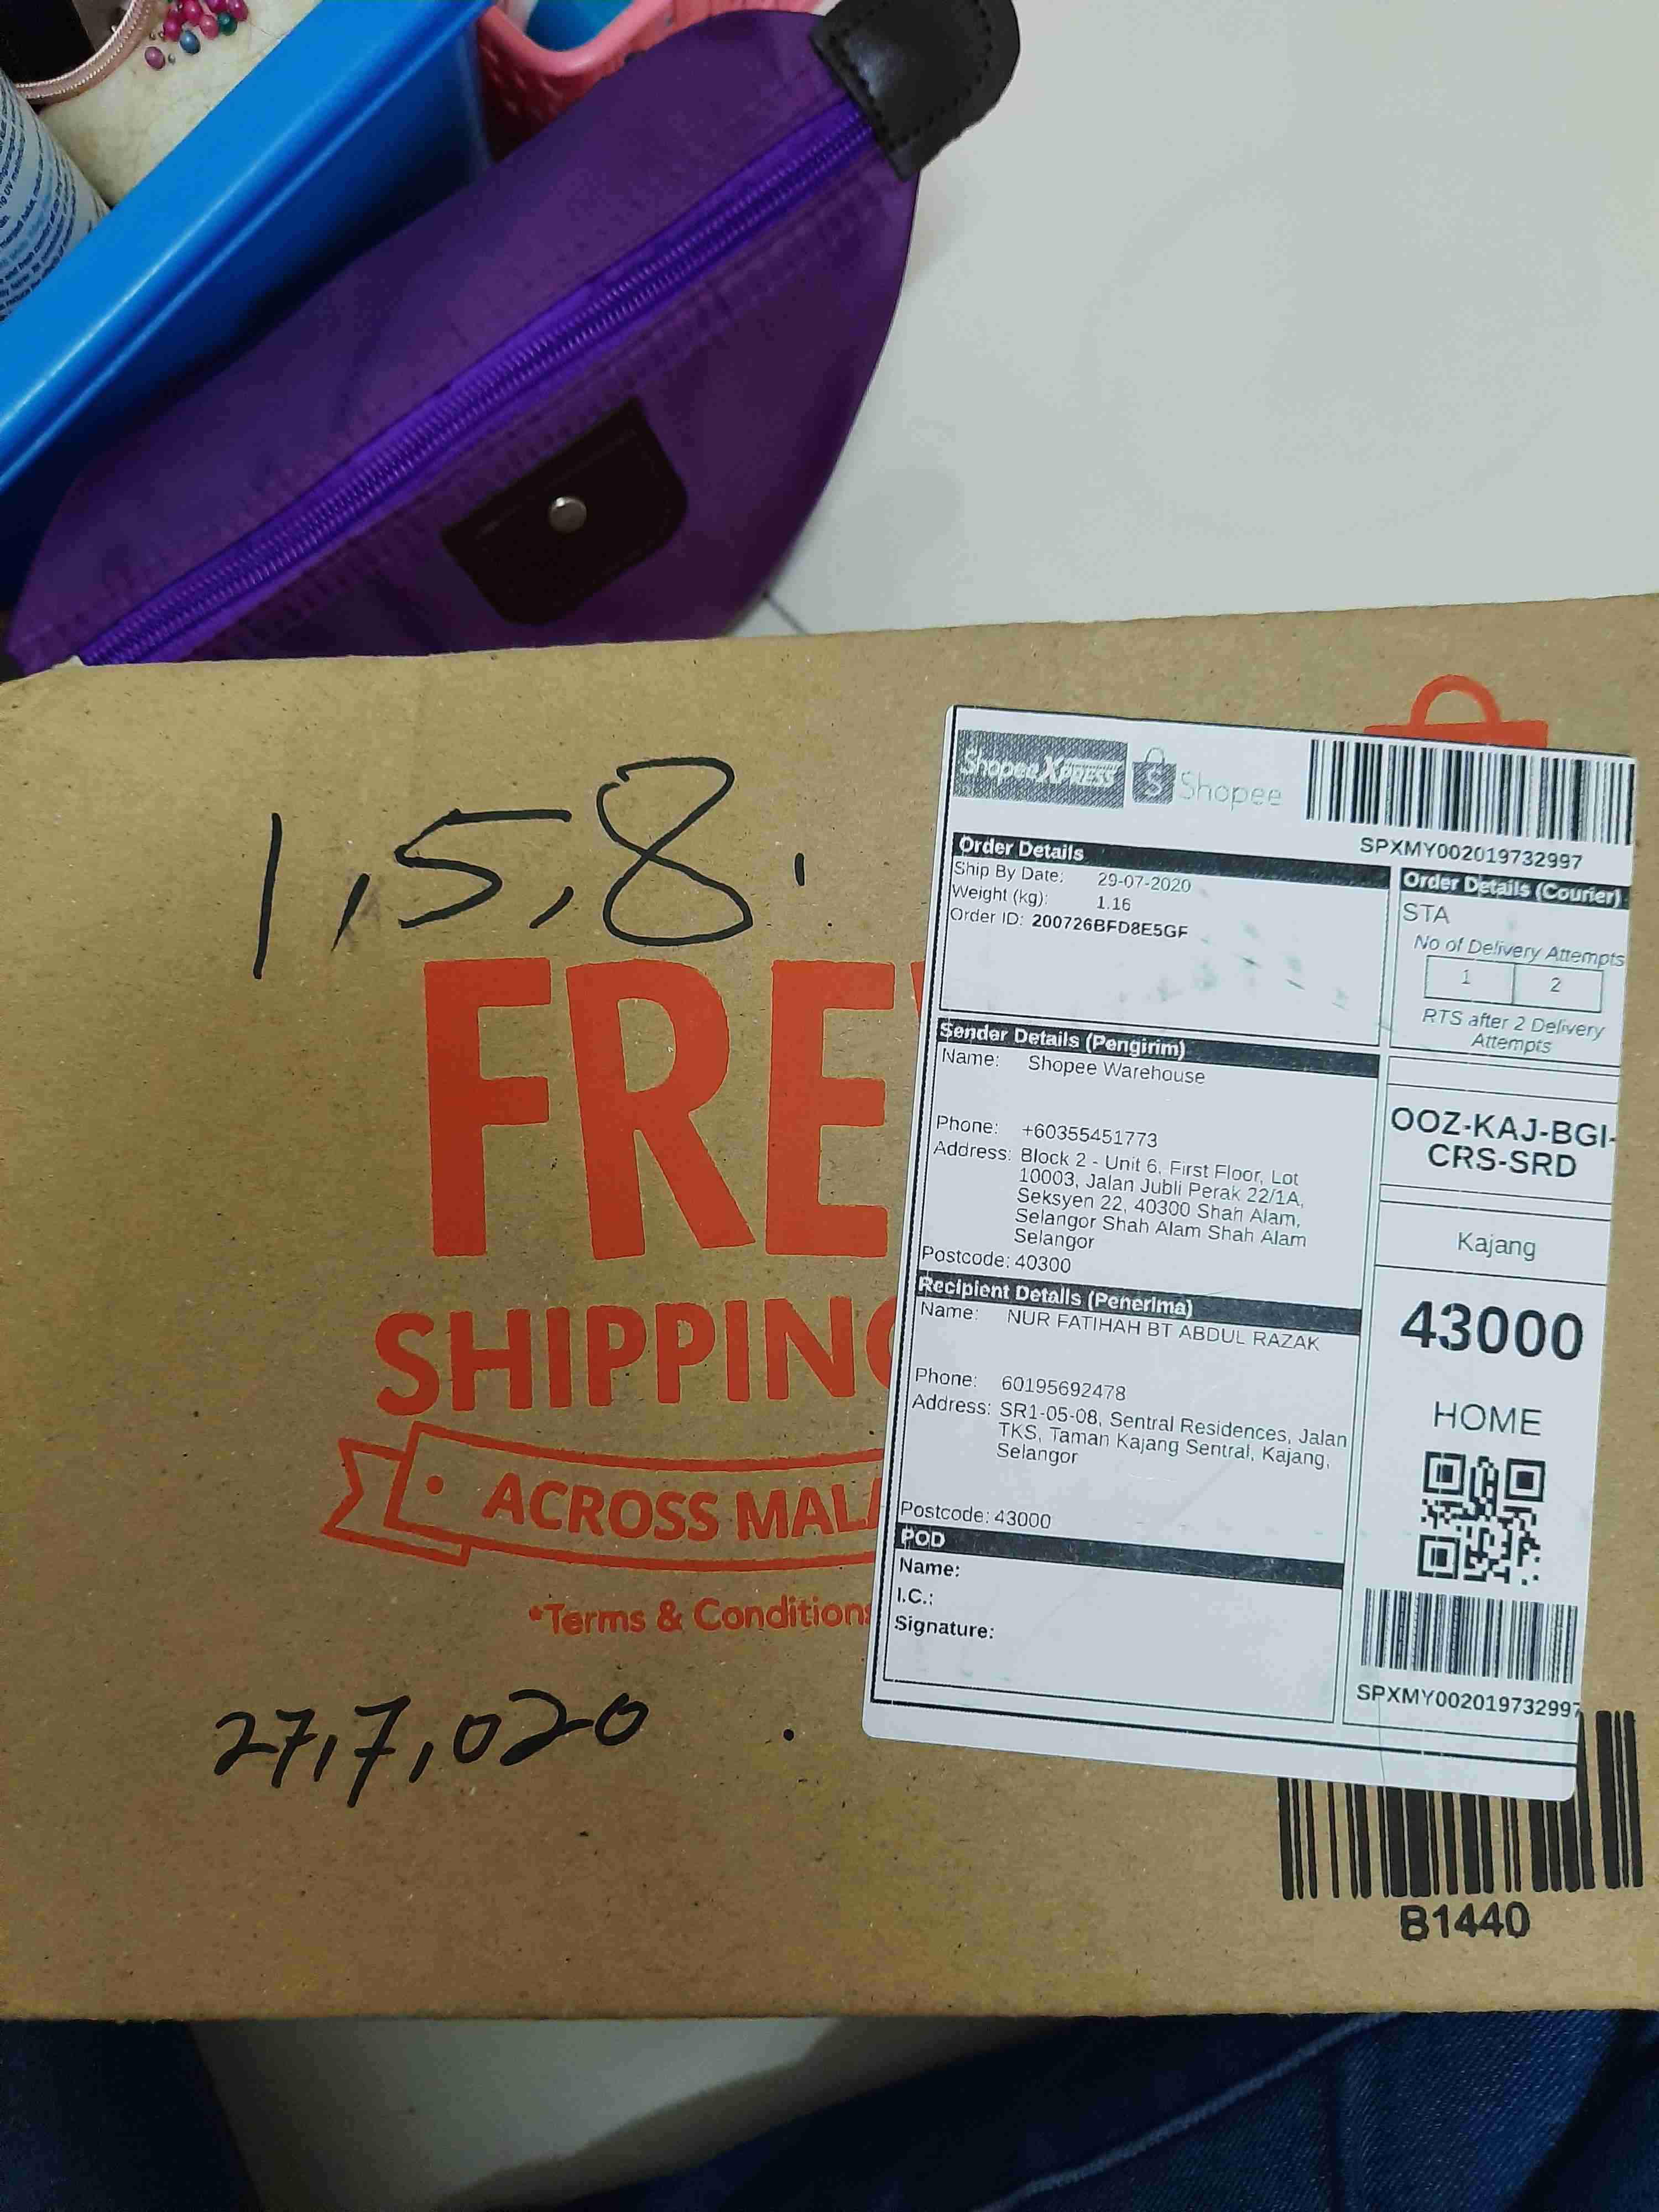 1,5,8.
FRE
SHIPPING
ACROSS MALA
*Terms & Conditions
27,7,020
Shopee XPRESS
Shopee
SPXMY002019732997
Order Details
Ship By Date: 29-07-2020
Weight (kg): 1.16
Order ID: 200726BFD8E5GF
Order Details (Courier)
STA
No of Delivery Attempts
1 2
RTS after 2 Delivery
Attempts
Sender Details (Pengirim)
Name: Shopee Warehouse
Phone: +60355451773
Address: Block 2 - Unit 6, First Floor, Lot
10003, Jalan Jubli Perak 22/1A,
Seksyen 22, 40300 Shah Alam,
Selangor Shah Alam Shah Alam
Selangor
Postcode: 40300
OOZ-KAJ-BGI-
CRS-SRD
Kajang
43000
HOME
Recipient Details (Penerima)
Name: NUR FATIHAH BT ABDUL RAZAK
Phone: 60195692478
Address: SR1-05-08, Sentral Residences, Jalan
TKS, Taman Kajang Sentral, Kajang,
Selangor
Postcode: 43000
POD
Name:
I.C.:
Signature:
SPXMY002019732997
B1440